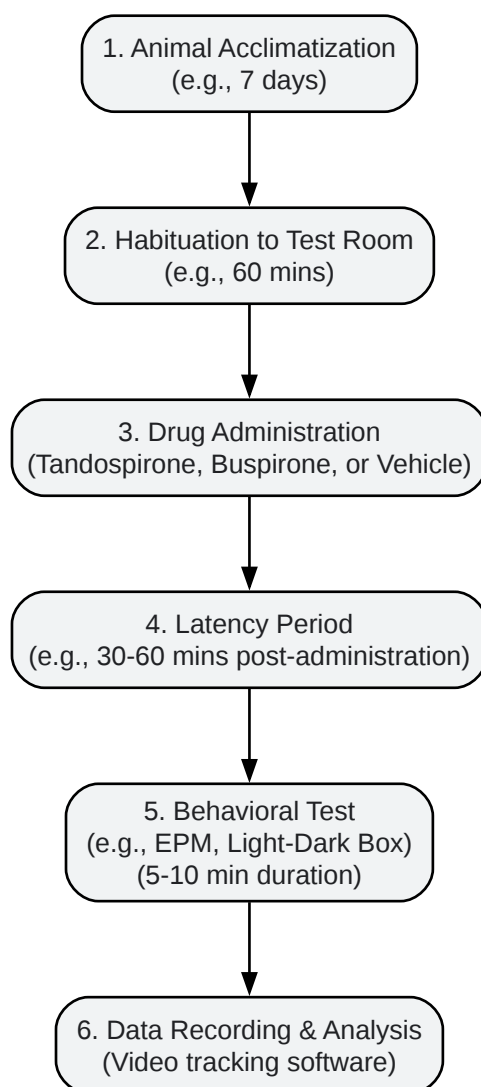 1. Animal Acclimatization
(e.g., 7 days)
2. Habituation to Test Room
(e.g., 60 mins)
3. Drug Administration
(Tandospirone, Buspirone, or Vehicle)
4. Latency Period
(e.g., 30-60 mins post-administration)
5. Behavioral Test
(e.g., EPM, Light-Dark Box)
(5-10 min duration)
6. Data Recording & Analysis
(Video tracking software)